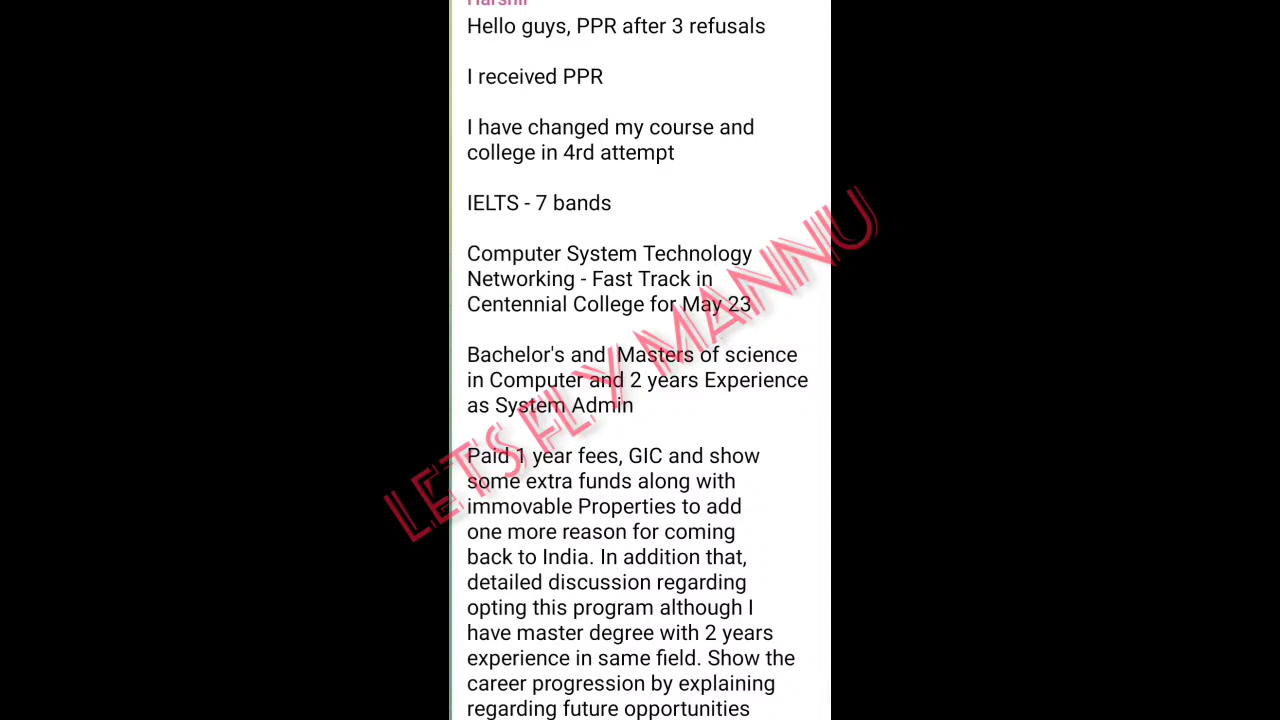 Harshil
Hello guys, PPR after 3 refusals
I received PPR
I have changed my course and
college in 4rd attempt
IELTS - 7 bands
Computer System Technology
Networking - Fast Track in
Centennial College for May 23
Bachelor's and Masters of science
in Computer and 2 years Experience
as System Admin
Paid 1 year fees, GIC and show
some extra funds along with
immovable Properties to add
one more reason for coming
back to India. In addition that,
detailed discussion regarding
opting this program although I
have master degree with 2 years
experience in same field. Show the
career progression by explaining
regarding future opportunities
LETS FLY MANNU